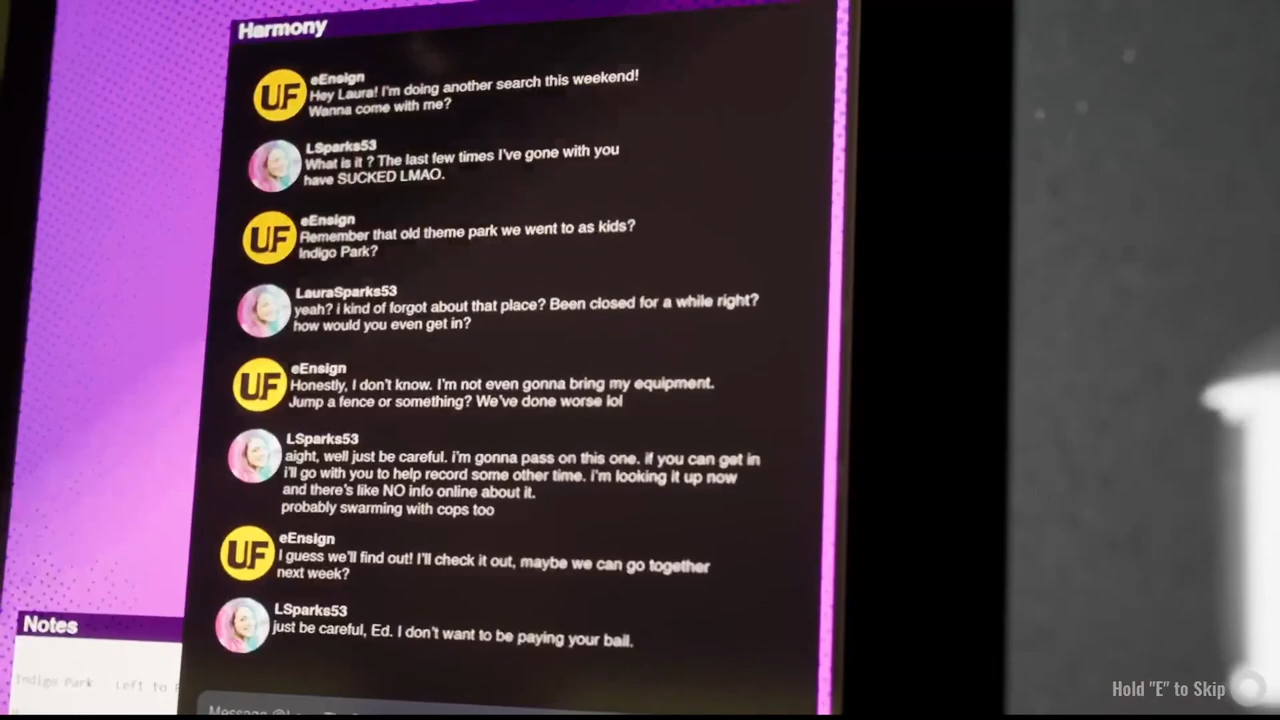 Harmony
UF
eEnsign
Hey Laura! I'm doing another search this weekend!
Wanna come with me?
LSparks53
What is it ? The last few times I've gone with you
have SUCKED LMAO.
UF
eEnsign
Remember that old theme park we went to as kids?
Indigo Park?
LauraSparks53
yeah? i kind of forgot about that place? Been closed for a while right?
how would you even get in?
UF
eEnsign
Honestly, I don't know. I'm not even gonna bring my equipment.
Jump a fence or something? We've done worse lol
LSparks53
aight, well just be careful. i'm gonna pass on this one. if you can get in
i'll go with you to help record some other time. i'm looking it up now
and there's like NO info online about it.
probably swarming with cops too
UF
eEnsign
I guess we'll find out! I'll check it out, maybe we can go together
next week?
LSparks53
just be careful, Ed. I don't want to be paying your bail.
Notes
Indigo Park Left to
Message
Hold "E" to Skip